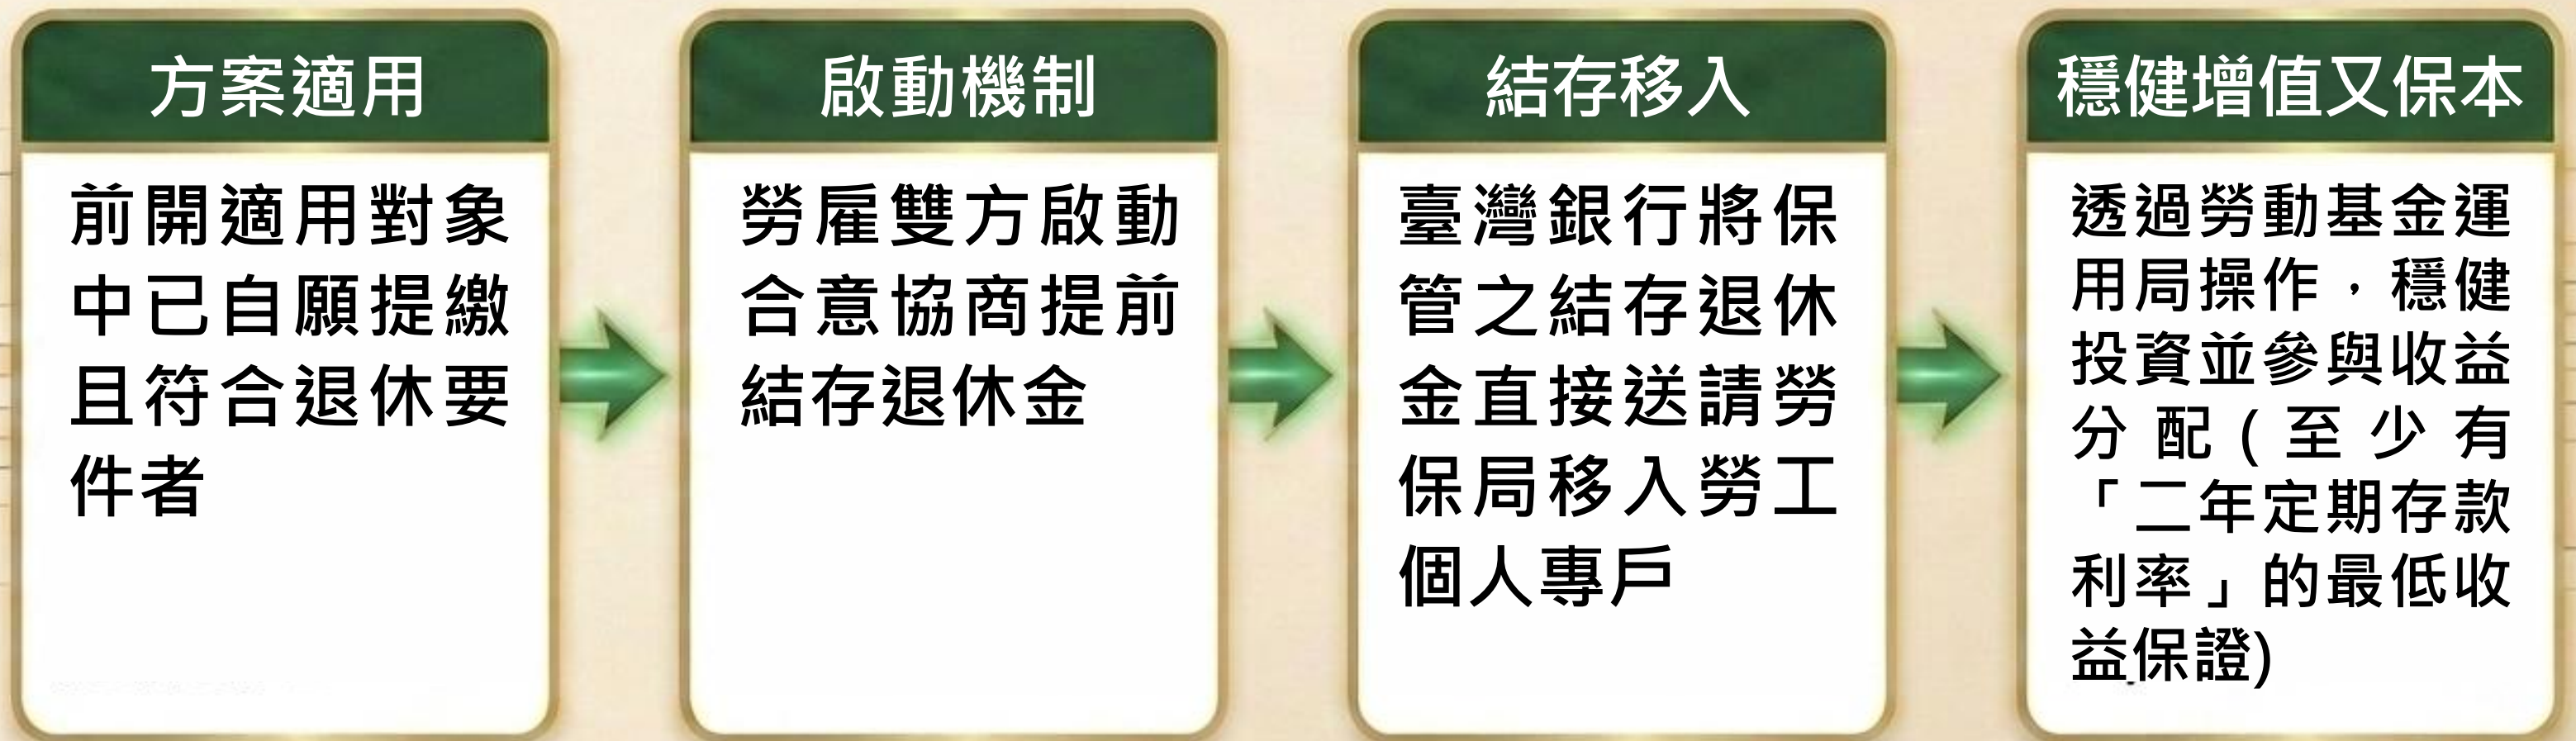 方案適用
前開適用對象
中已自願提繳
且符合退休要
件者
啟動機制
勞雇雙方啟動
合意協商提前
結存退休金
結存移入
臺灣銀行將保
管之結存退休
金直接送請勞
保局移入勞工
個人專戶
穩健增值又保本
透過勞動基金運
用局操作，穩健
投資並參與收益
分配(至少有
「二年定期存款
利率」的最低收
益保證)